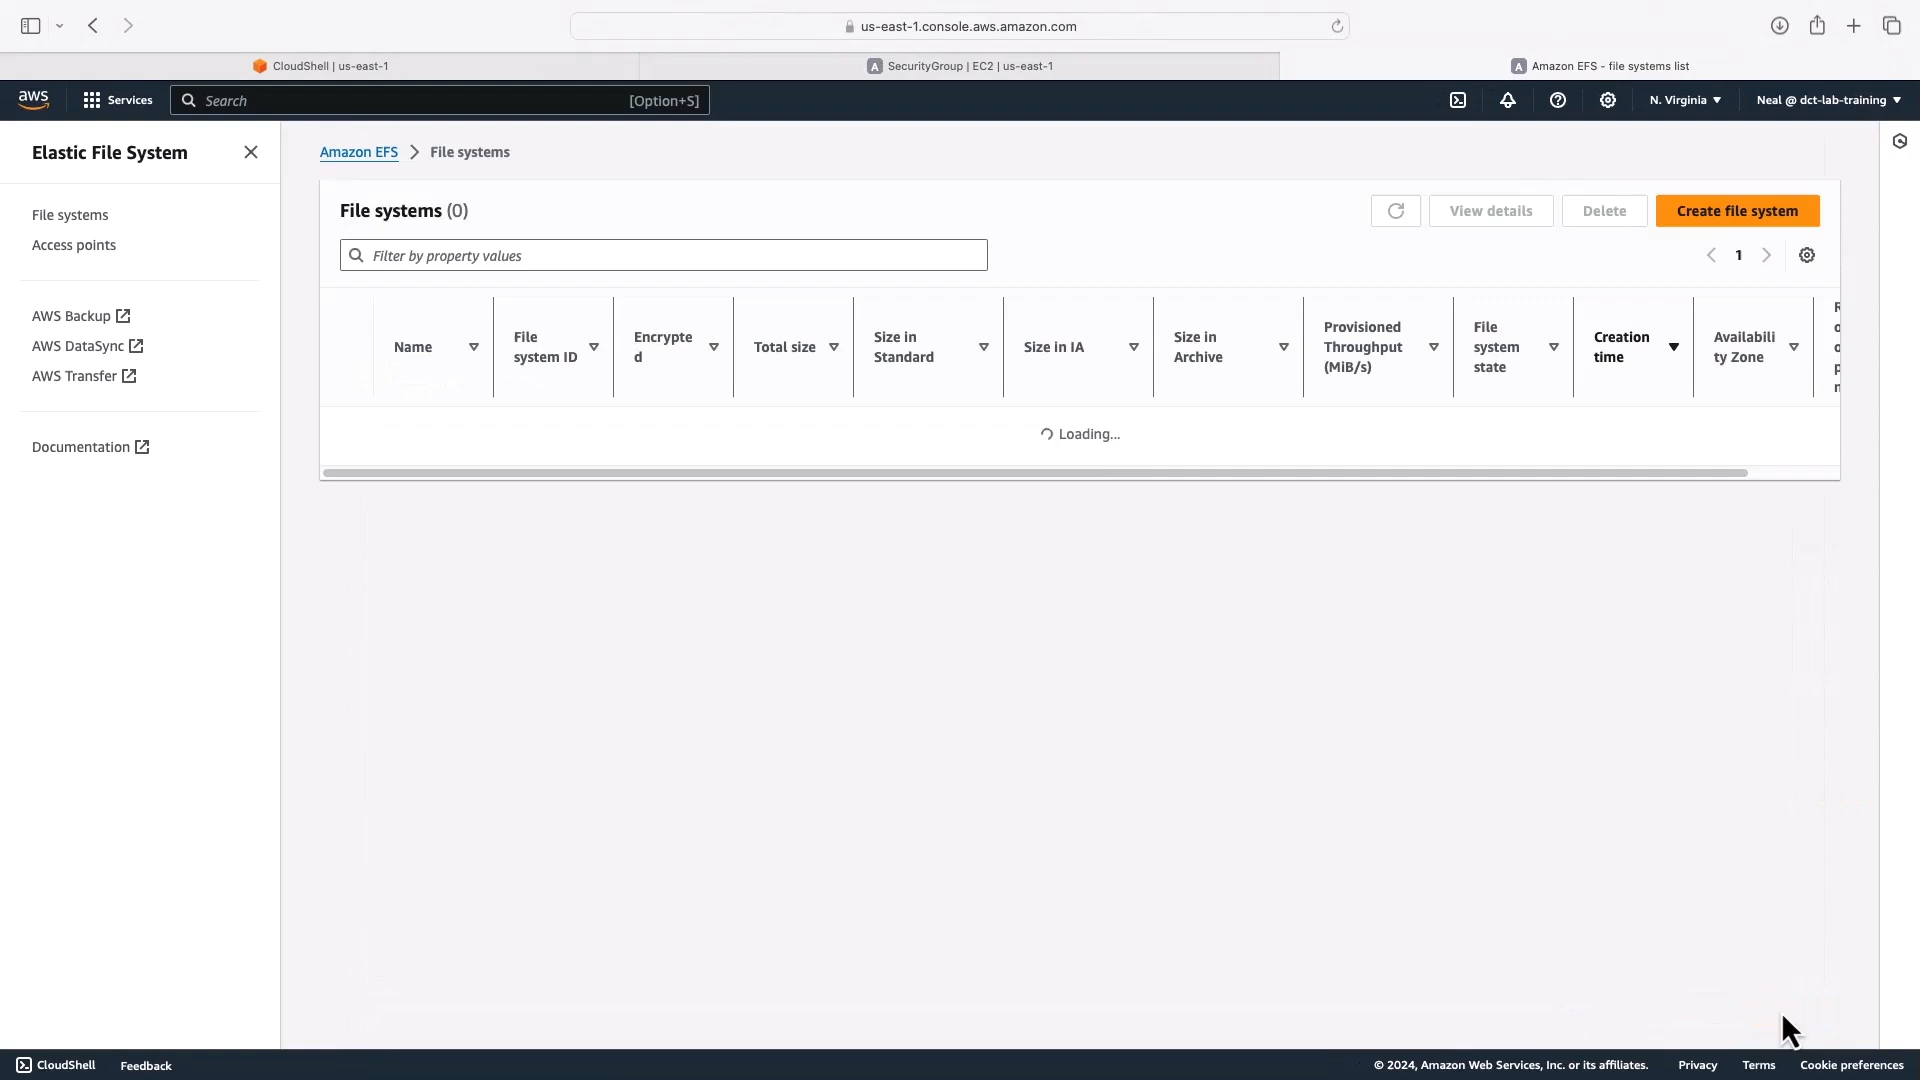 us-east-1.console.aws.amazon.com
CloudShell | us-east-1
A SecurityGroup | EC2 | us-east-1
A Amazon EFS - file systems list
aws
Services
Search
[Option+S]
N. Virginia
Neal @ dct-lab-training
Elastic File System
File systems
Access points
AWS Backup
AWS DataSync
AWS Transfer
Documentation
Amazon EFS
File systems
File systems (0)
View details
Delete
Create file system
Filter by property values
1
Name
File
system ID
Encrypte
d
Total size
Size in
Standard
Size in IA
Size in
Archive
Provisioned
Throughput
(MiB/s)
File
system
state
Creation
time
Availabili
ty Zone
Loading...
CloudShell
Feedback
© 2024, Amazon Web Services, Inc. or its affiliates.
Privacy
Terms
Cookie preferences